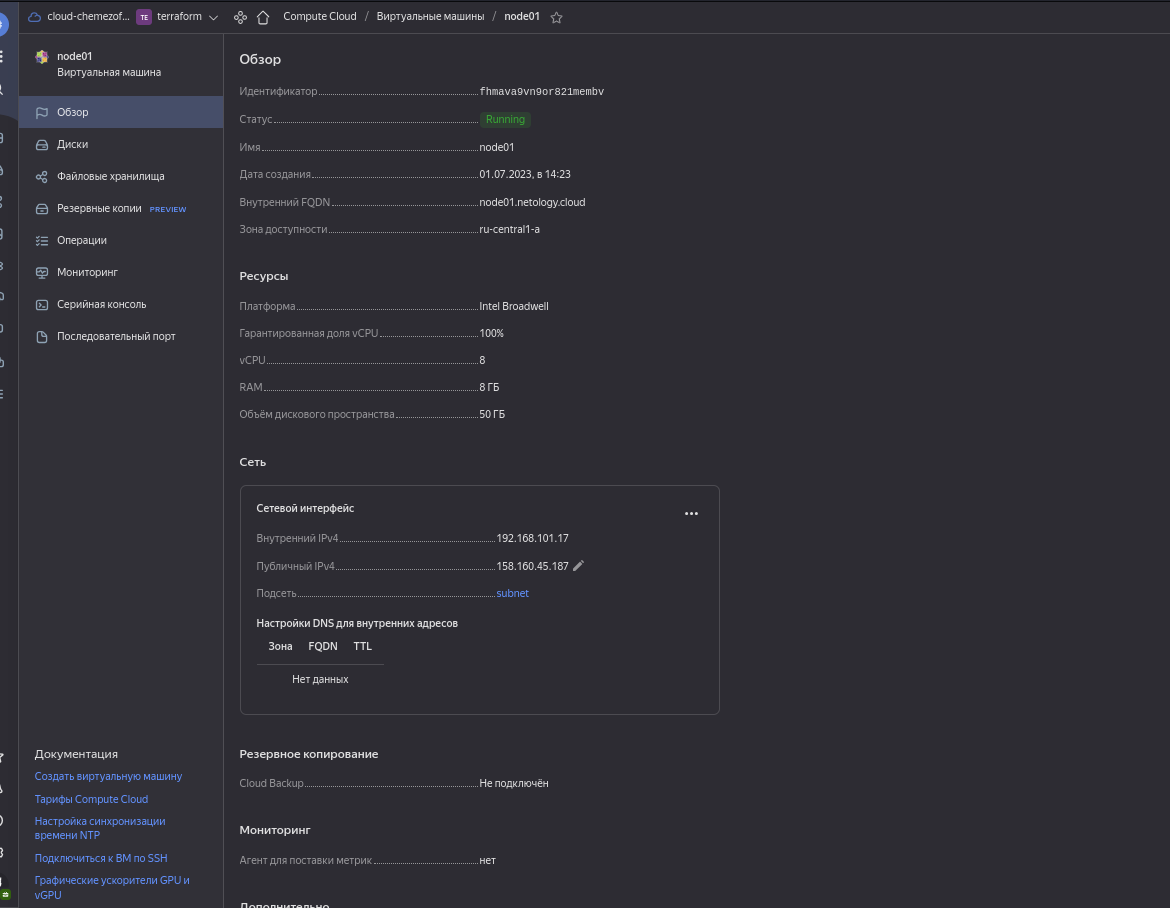 cloud-chemezof... TE terraform Compute Cloud / Виртуальные машины / node01
node01
Виртуальная машина
Обзор
Диски
Файловые хранилища
Резервные копии PREVIEW
Операции
Мониторинг
Серийная консоль
Последовательный порт
Документация
Создать виртуальную машину
Тарифы Compute Cloud
Настройка синхронизации
времени NTP
Подключиться к ВМ по SSH
Графические ускорители GPU и
vGPU
Обзор
Идентификатор fhmava9vn9or821membv
Статус Running
Имя node01
Дата создания 01.07.2023, в 14:23
Внутренний FQDN node01.netology.cloud
Зона доступности ru-central1-a
Ресурсы
Платформа Intel Broadwell
Гарантированная доля vCPU 100%
vCPU 8
RAM 8 ГБ
Объём дискового пространства 50 ГБ
Сеть
Сетевой интерфейс
Внутренний IPv4 192.168.101.17
Публичный IPv4 158.160.45.187
Подсеть subnet
Настройки DNS для внутренних адресов
Зона FQDN TTL
Нет данных
Резервное копирование
Cloud Backup Не подключён
Мониторинг
Агент для поставки метрик нет
Дополнительно